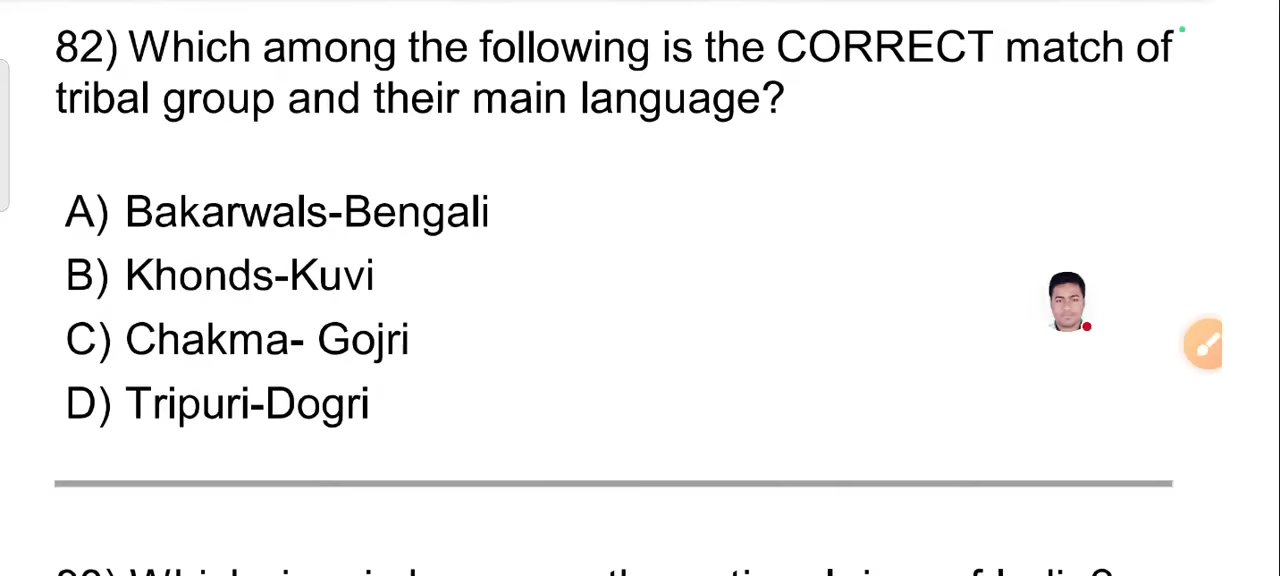 82) Which among the following is the CORRECT match of
tribal group and their main language?
A) Bakarwals-Bengali
B) Khonds-Kuvi
C) Chakma- Gojri
D) Tripuri-Dogri